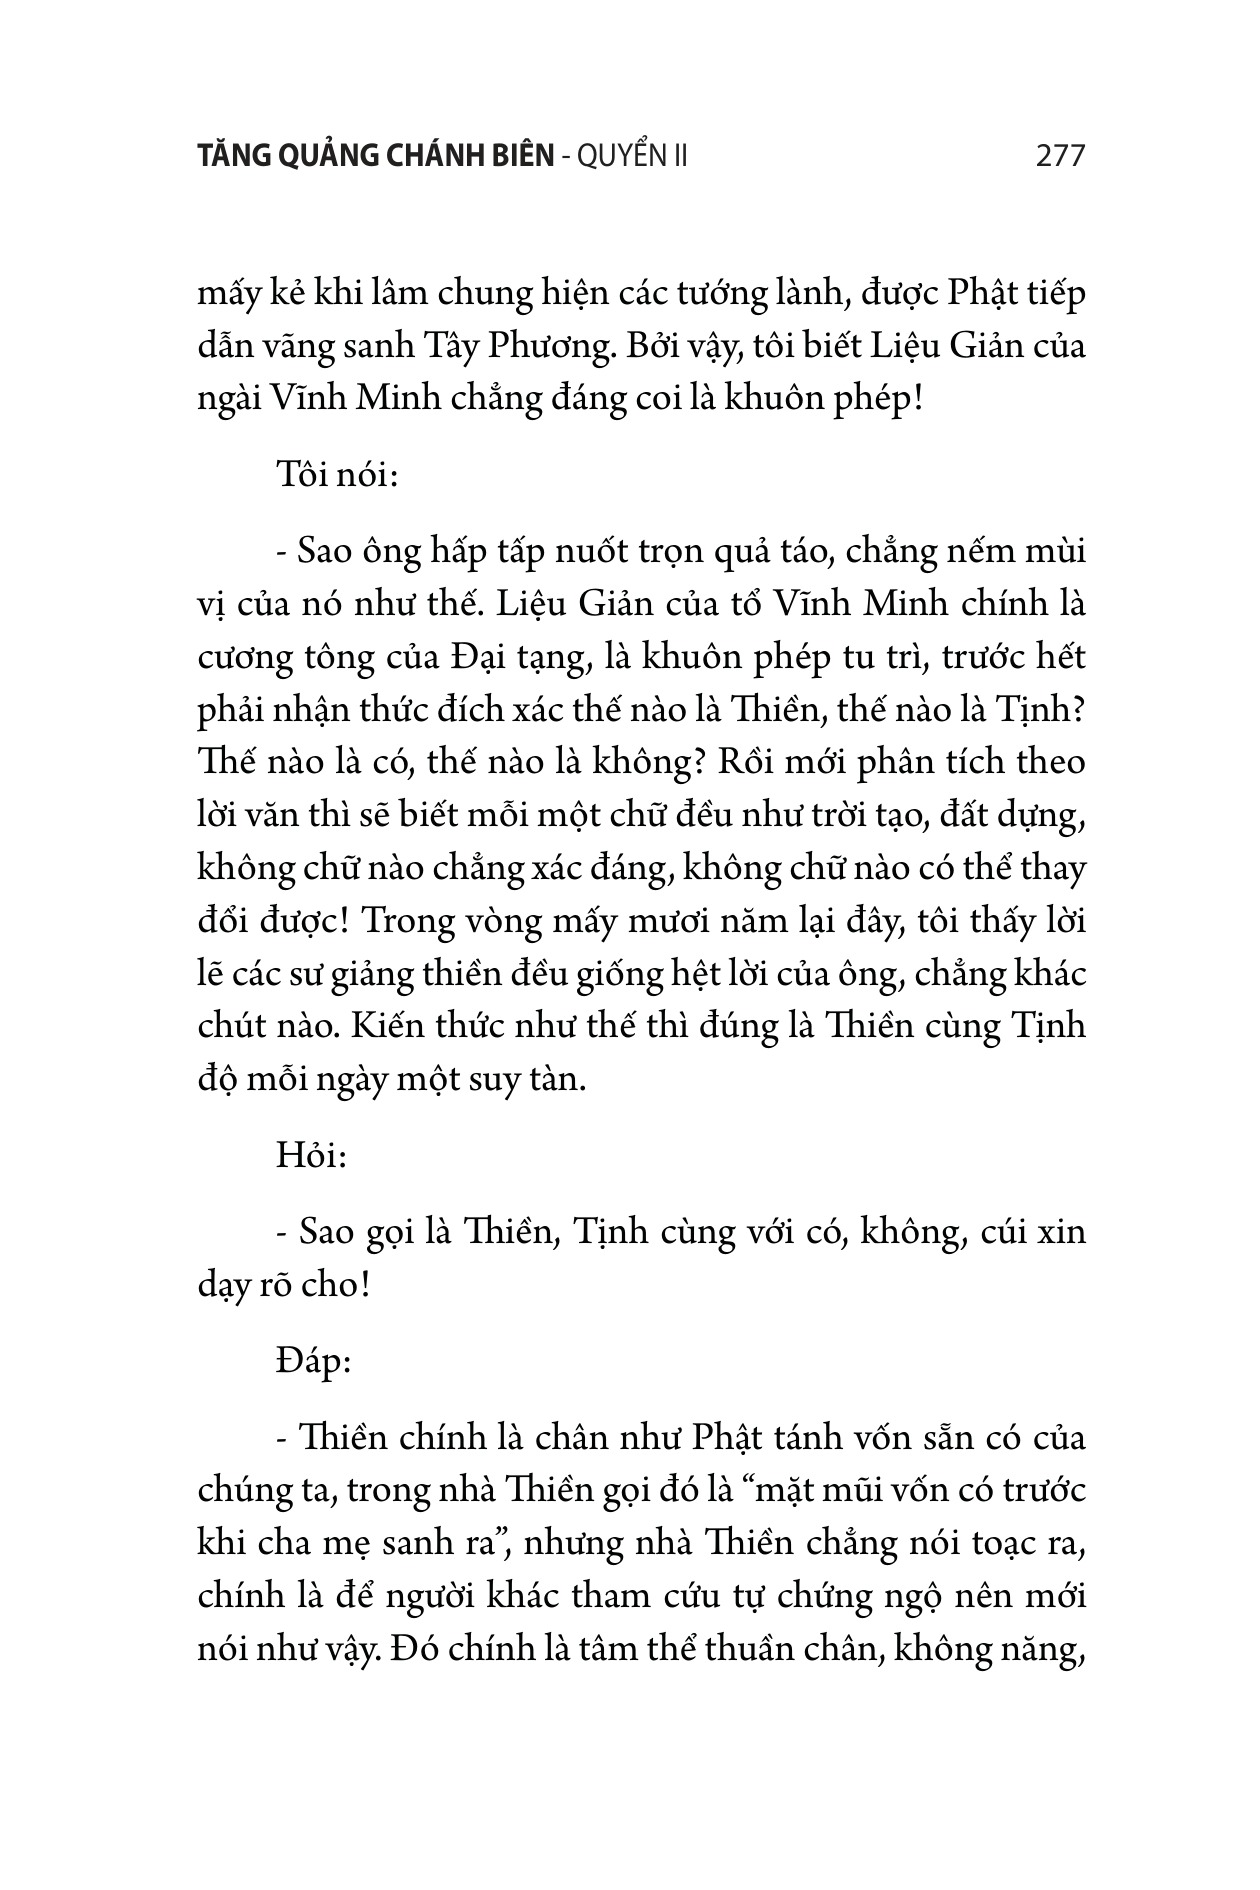 TĂNG QUẢNG CHÁNH BIÊN - QUYỂN II 277
mấy kẻ khi lâm chung hiện các tướng lành, được Phật tiếp
dẫn vãng sanh Tây Phương. Bởi vậy, tôi biết Liệu Giản của
ngài Vĩnh Minh chẳng đáng coi là khuôn phép!
Tôi nói:
- Sao ông hấp tấp nuốt trọn quả táo, chẳng nếm mùi
vị của nó như thế. Liệu Giản của tổ Vĩnh Minh chính là
cương tông của Đại tạng, là khuôn phép tu trì, trước hết
phải nhận thức đích xác thế nào là Thiền, thế nào là Tịnh?
Thế nào là có, thế nào là không? Rồi mới phân tích theo
lời văn thì sẽ biết mỗi một chữ đều như trời tạo, đất dựng,
không chữ nào chẳng xác đáng, không chữ nào có thể thay
đổi được! Trong vòng mấy mươi năm lại đây, tôi thấy lời
lẽ các sư giảng thiền đều giống hệt lời của ông, chẳng khác
chút nào. Kiến thức như thế thì đúng là Thiền cùng Tịnh
độ mỗi ngày một suy tàn.
Hỏi:
- Sao gọi là Thiền, Tịnh cùng với có, không, cúi xin
dạy rõ cho!
Đáp:
- Thiền chính là chân như Phật tánh vốn sẵn có của
chúng ta, trong nhà Thiền gọi đó là “mặt mũi vốn có trước
khi cha mẹ sanh ra”, nhưng nhà Thiền chẳng nói toạc ra,
chính là để người khác tham cứu tự chứng ngộ nên mới
nói như vậy. Đó chính là tâm thể thuần chân, không năng,